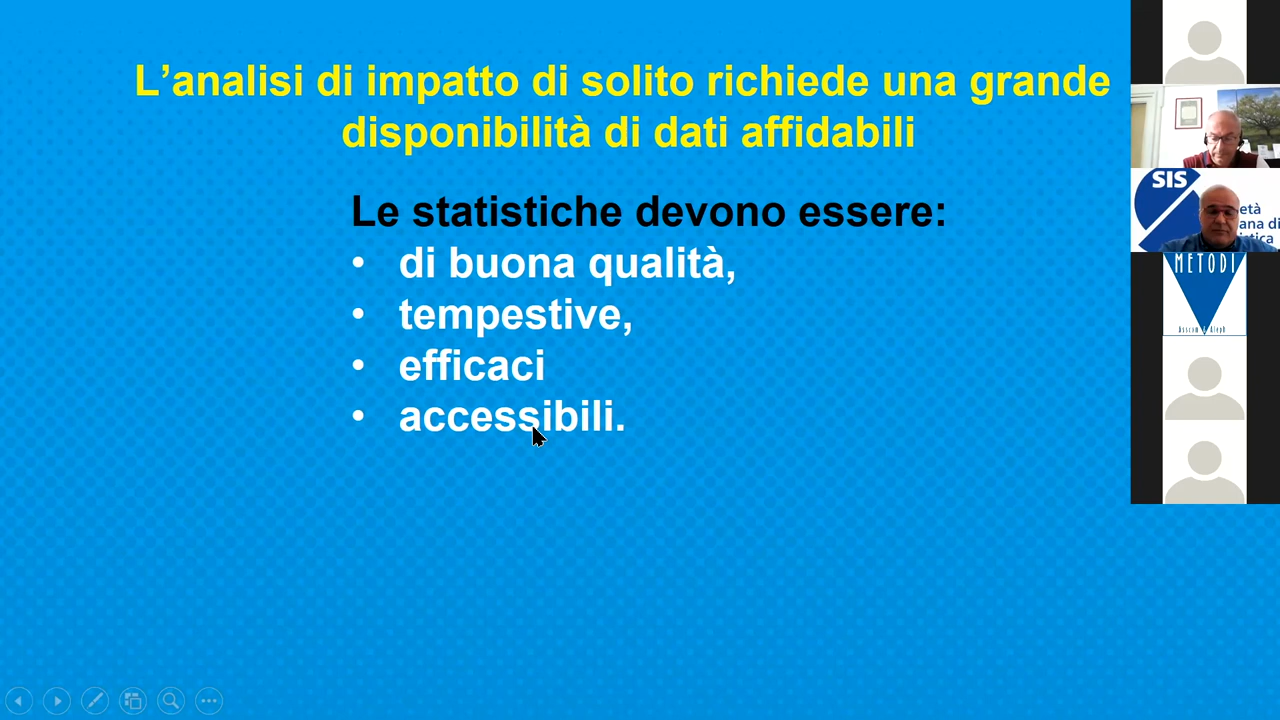 L’analisi di impatto di solito richiede una grande
disponibilità di dati affidabili
Le statistiche devono essere:
• di buona qualità,
• tempestive,
• efficaci
• accessibili.
SIS
METODI